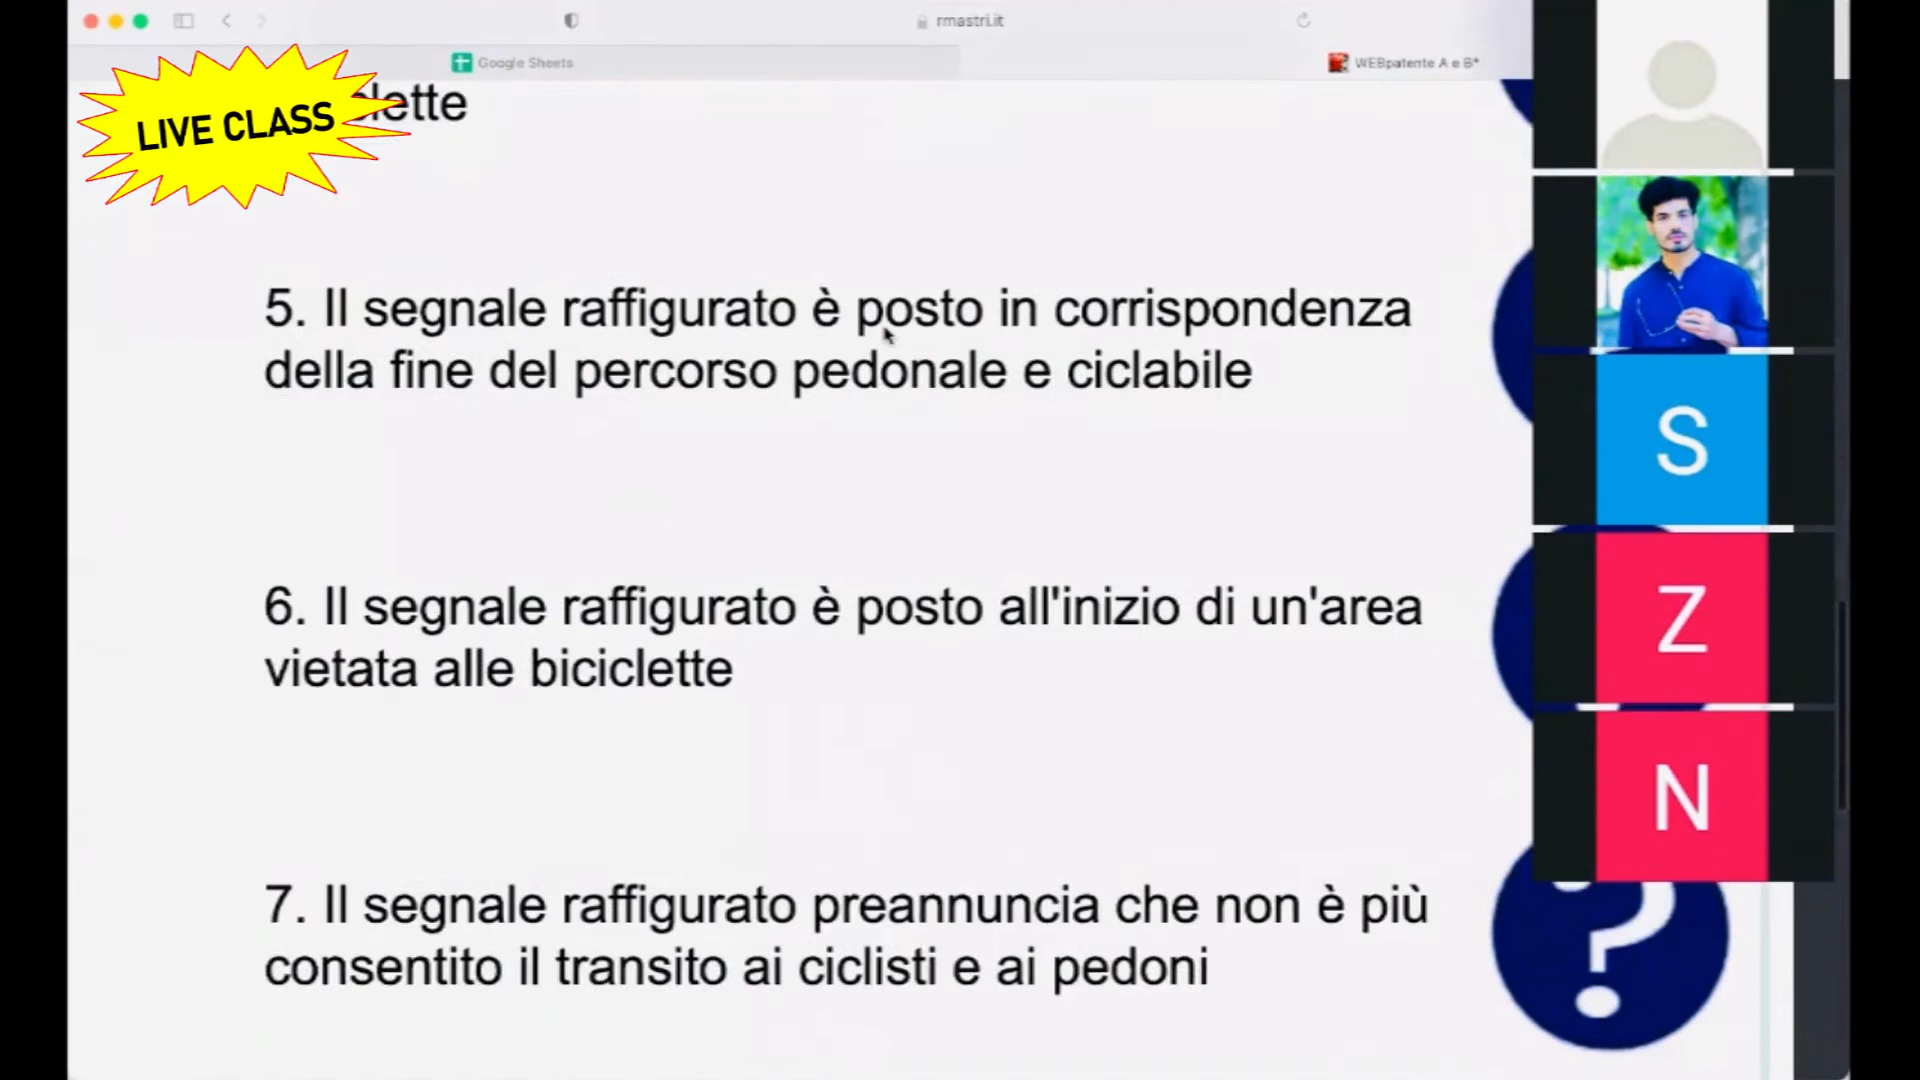 rmastri.it
Google Sheets
WEBpatente A e B*
LIVE CLASS
lette
5. Il segnale raffigurato è posto in corrispondenza
della fine del percorso pedonale e ciclabile
S
6. Il segnale raffigurato è posto all'inizio di un'area
vietata alle biciclette
Z
N
7. Il segnale raffigurato preannuncia che non è più
consentito il transito ai ciclisti e ai pedoni
?